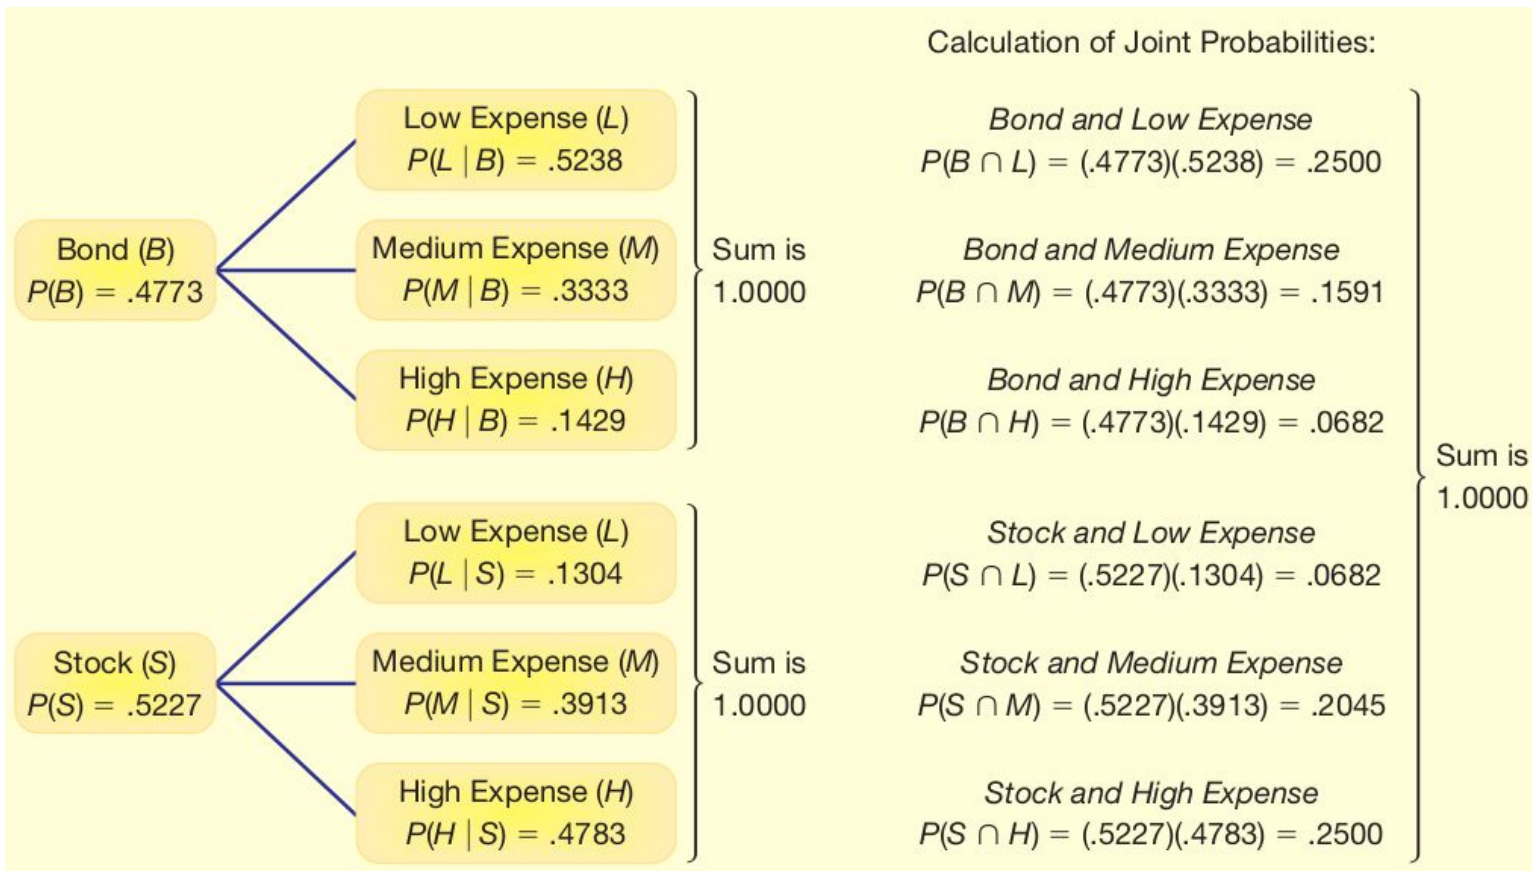 Calculation of Joint Probabilities:
Bond (B)
P(B) = .4773
Low Expense (L)
P(L | B) = .5238
Medium Expense (M)
P(M | B) = .3333
High Expense (H)
P(H | B) = .1429
Sum is
1.0000
Bond and Low Expense
P(B ∩ L) = (.4773)(.5238) = .2500
Bond and Medium Expense
P(B ∩ M) = (.4773)(.3333) = .1591
Bond and High Expense
P(B ∩ H) = (.4773)(.1429) = .0682
Stock (S)
P(S) = .5227
Low Expense (L)
P(L | S) = .1304
Medium Expense (M)
P(M | S) = .3913
High Expense (H)
P(H | S) = .4783
Sum is
1.0000
Stock and Low Expense
P(S ∩ L) = (.5227)(.1304) = .0682
Stock and Medium Expense
P(S ∩ M) = (.5227)(.3913) = .2045
Stock and High Expense
P(S ∩ H) = (.5227)(.4783) = .2500
Sum is
1.0000